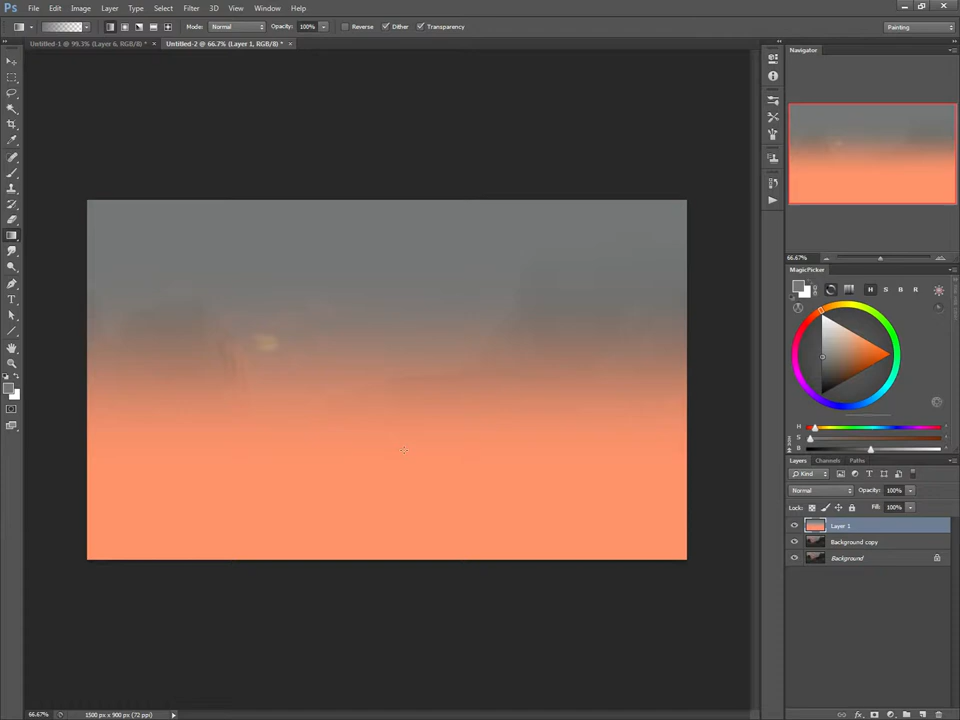 Ps File Edit Image Layer Type Select Filter 3D View Window Help
Mode: Normal Opacity: 100% Reverse Dither Transparency Painting
Untitled-1 @ 99.3% (Layer 6, RGB/8) * × Untitled-2 @ 66.7% (Layer 1, RGB/8) * ×
Navigator
66.67%
MagicPicker
H S B R
H
S
B
Layers Channels Paths
Kind
Normal Opacity: 100%
Lock: Fill: 100%
Layer 1
Background copy
Background
66.67% 1500 px x 900 px (72 ppi)